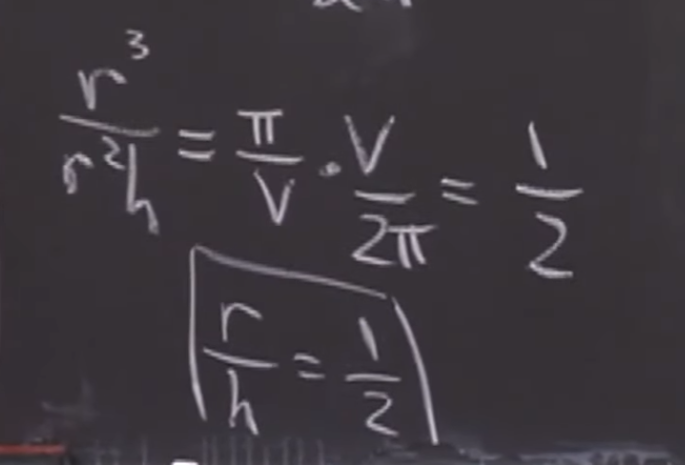 r³/r²h = π/V · V/2π = 1/2
r/h = 1/2